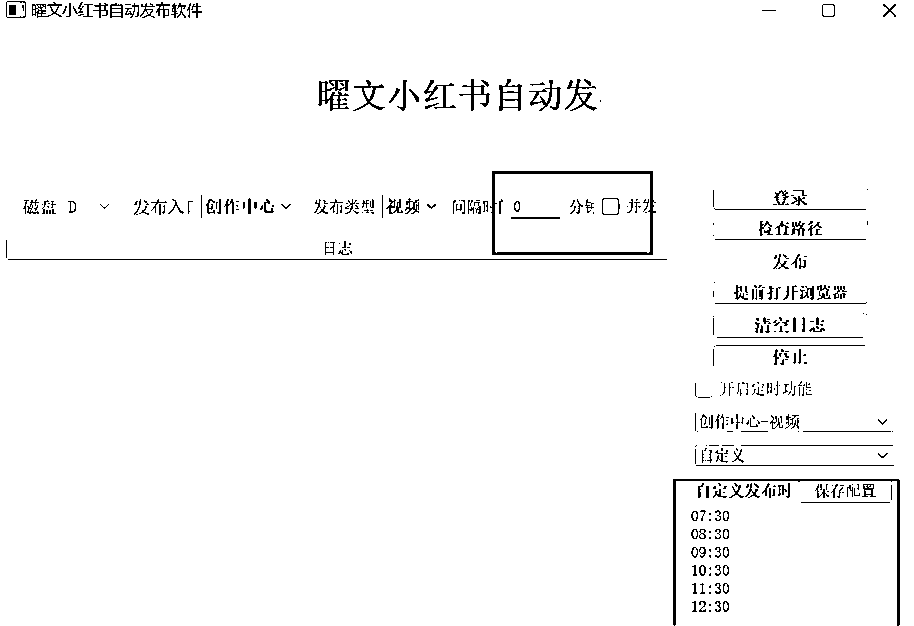 曜文小红书自动发布软件
曜文小红书自动发
磁盘 D 发布入 创作中心 发布类型 视频 间隔时 0 分钟 并发
日志
登录
检查路径
发布
提前打开浏览器
清空日志
停止
开启定时功能
创作中心-视频
自定义
自定义发布时 保存配置
07:30
08:30
09:30
10:30
11:30
12:30